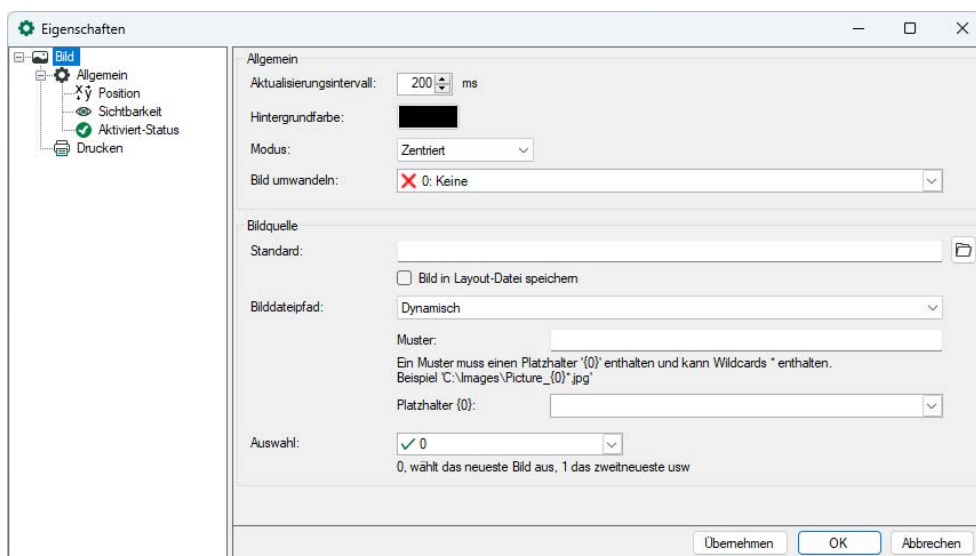 Eigenschaften
Bild
Allgemein
Position
Sichtbarkeit
Aktiviert-Status
Drucken
Allgemein
Aktualisierungsintervall: 200 ms
Hintergrundfarbe:
Modus: Zentriert
Bild umwandeln: 0: Keine
Bildquelle
Standard:
Bild in Layout-Datei speichern
Bilddateipfad: Dynamisch
Muster:
Ein Muster muss einen Platzhalter '{0}' enthalten und kann Wildcards * enthalten.
Beispiel 'C:\Images\Picture_{0}*.jpg'
Platzhalter {0}:
Auswahl: 0
0, wählt das neueste Bild aus, 1 das zweitneueste usw
Übernehmen OK Abbrechen